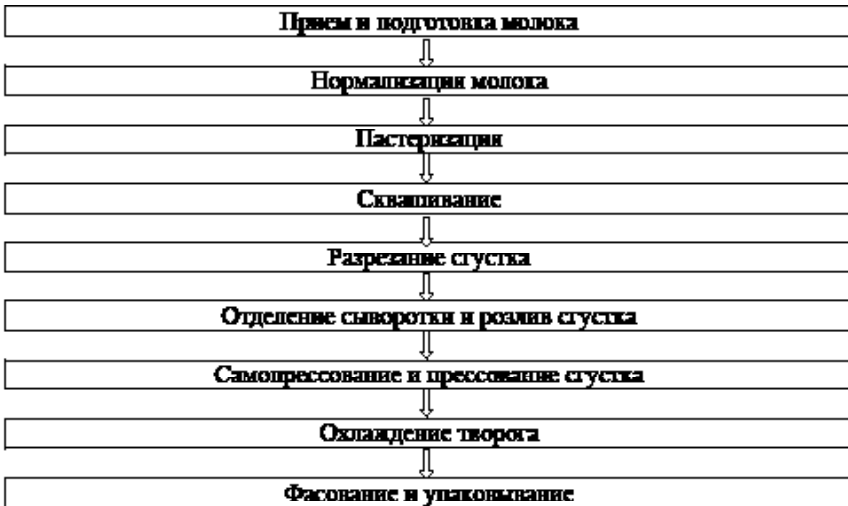 Прием и подготовка молока
Нормализация молока
Пастеризация
Сквашивание
Разрезание сгустка
Отделение сыворотки и розлив сгустка
Самопрессование и прессование сгустка
Охлаждение творога
Фасование и упаковывание